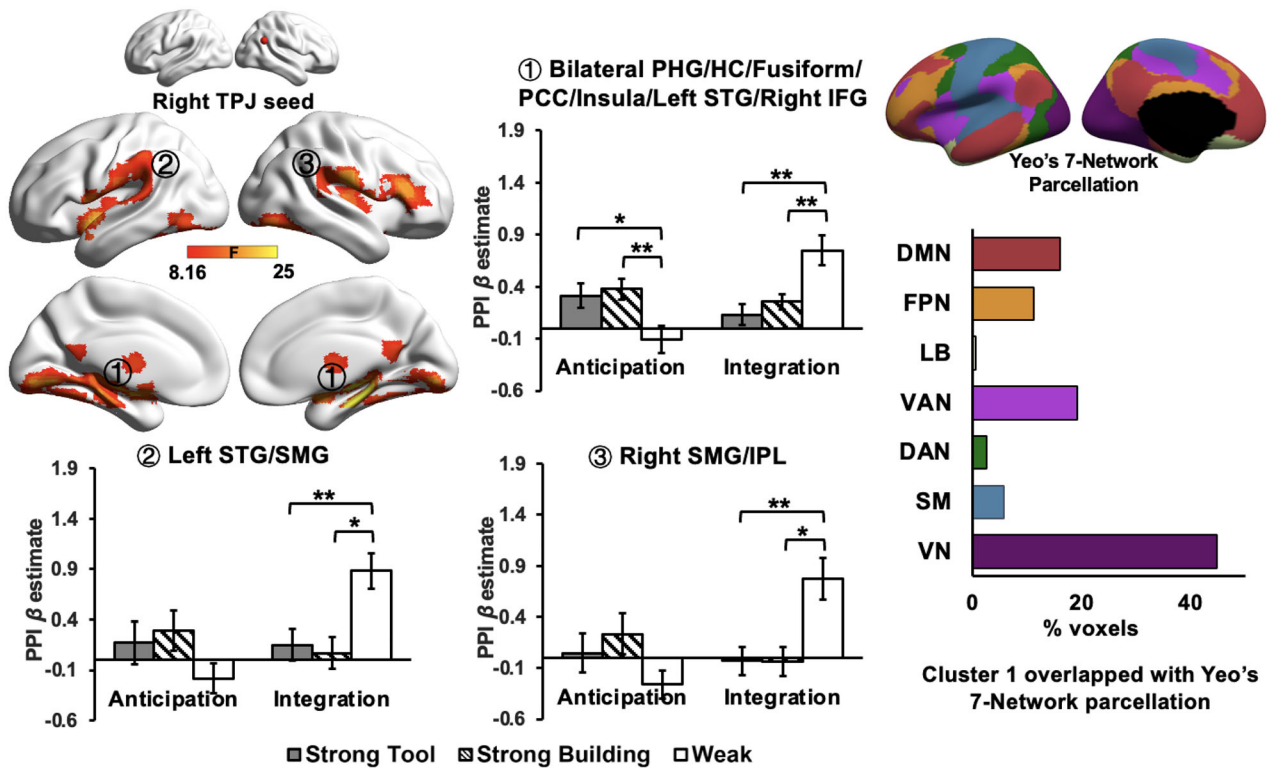 Right TPJ seed
②
③
F
8.16 25
①
①
① Bilateral PHG/HC/Fusiform/
PCC/Insula/Left STG/Right IFG
PPI β estimate
1.9
1.4
0.9
0.4
-0.1
-0.6
*
**
**
**
Anticipation Integration
Yeo's 7-Network
Parcellation
DMN
FPN
LB
VAN
DAN
SM
VN
0 20 40
% voxels
Cluster 1 overlapped with Yeo's
7-Network parcellation
② Left STG/SMG
PPI β estimate
1.9
1.4
0.9
0.4
-0.1
-0.6
**
*
Anticipation Integration
③ Right SMG/IPL
PPI β estimate
1.9
1.4
0.9
0.4
-0.1
-0.6
**
*
Anticipation Integration
Strong Tool Strong Building Weak